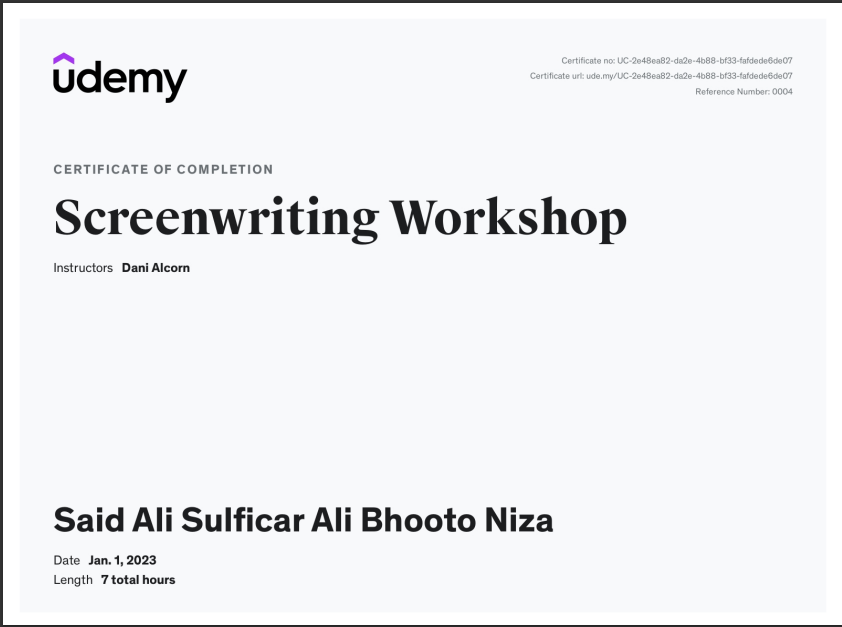 udemy
Certificate no: UC-2e48ea82-da2e-4b88-bf33-fafdede6de07
Certificate url: ude.my/UC-2e48ea82-da2e-4b88-bf33-fafdede6de07
Reference Number: 0004
CERTIFICATE OF COMPLETION
Screenwriting Workshop
Instructors Dani Alcorn
Said Ali Sulficar Ali Bhooto Niza
Date Jan. 1, 2023
Length 7 total hours